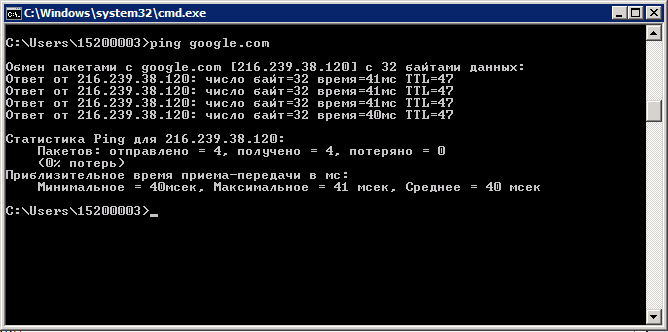 C:\Windows\system32\cmd.exe
C:\Users\15200003>ping google.com
Обмен пакетами с google.com [216.239.38.120] с 32 байтами данных:
Ответ от 216.239.38.120: число байт=32 время=41мс TTL=47
Ответ от 216.239.38.120: число байт=32 время=41мс TTL=47
Ответ от 216.239.38.120: число байт=32 время=41мс TTL=47
Ответ от 216.239.38.120: число байт=32 время=40мс TTL=47
Статистика Ping для 216.239.38.120:
Пакетов: отправлено = 4, получено = 4, потеряно = 0
(0% потерь)
Приблизительное время приема-передачи в мс:
Минимальное = 40мсек, Максимальное = 41 мсек, Среднее = 40 мсек
C:\Users\15200003>_